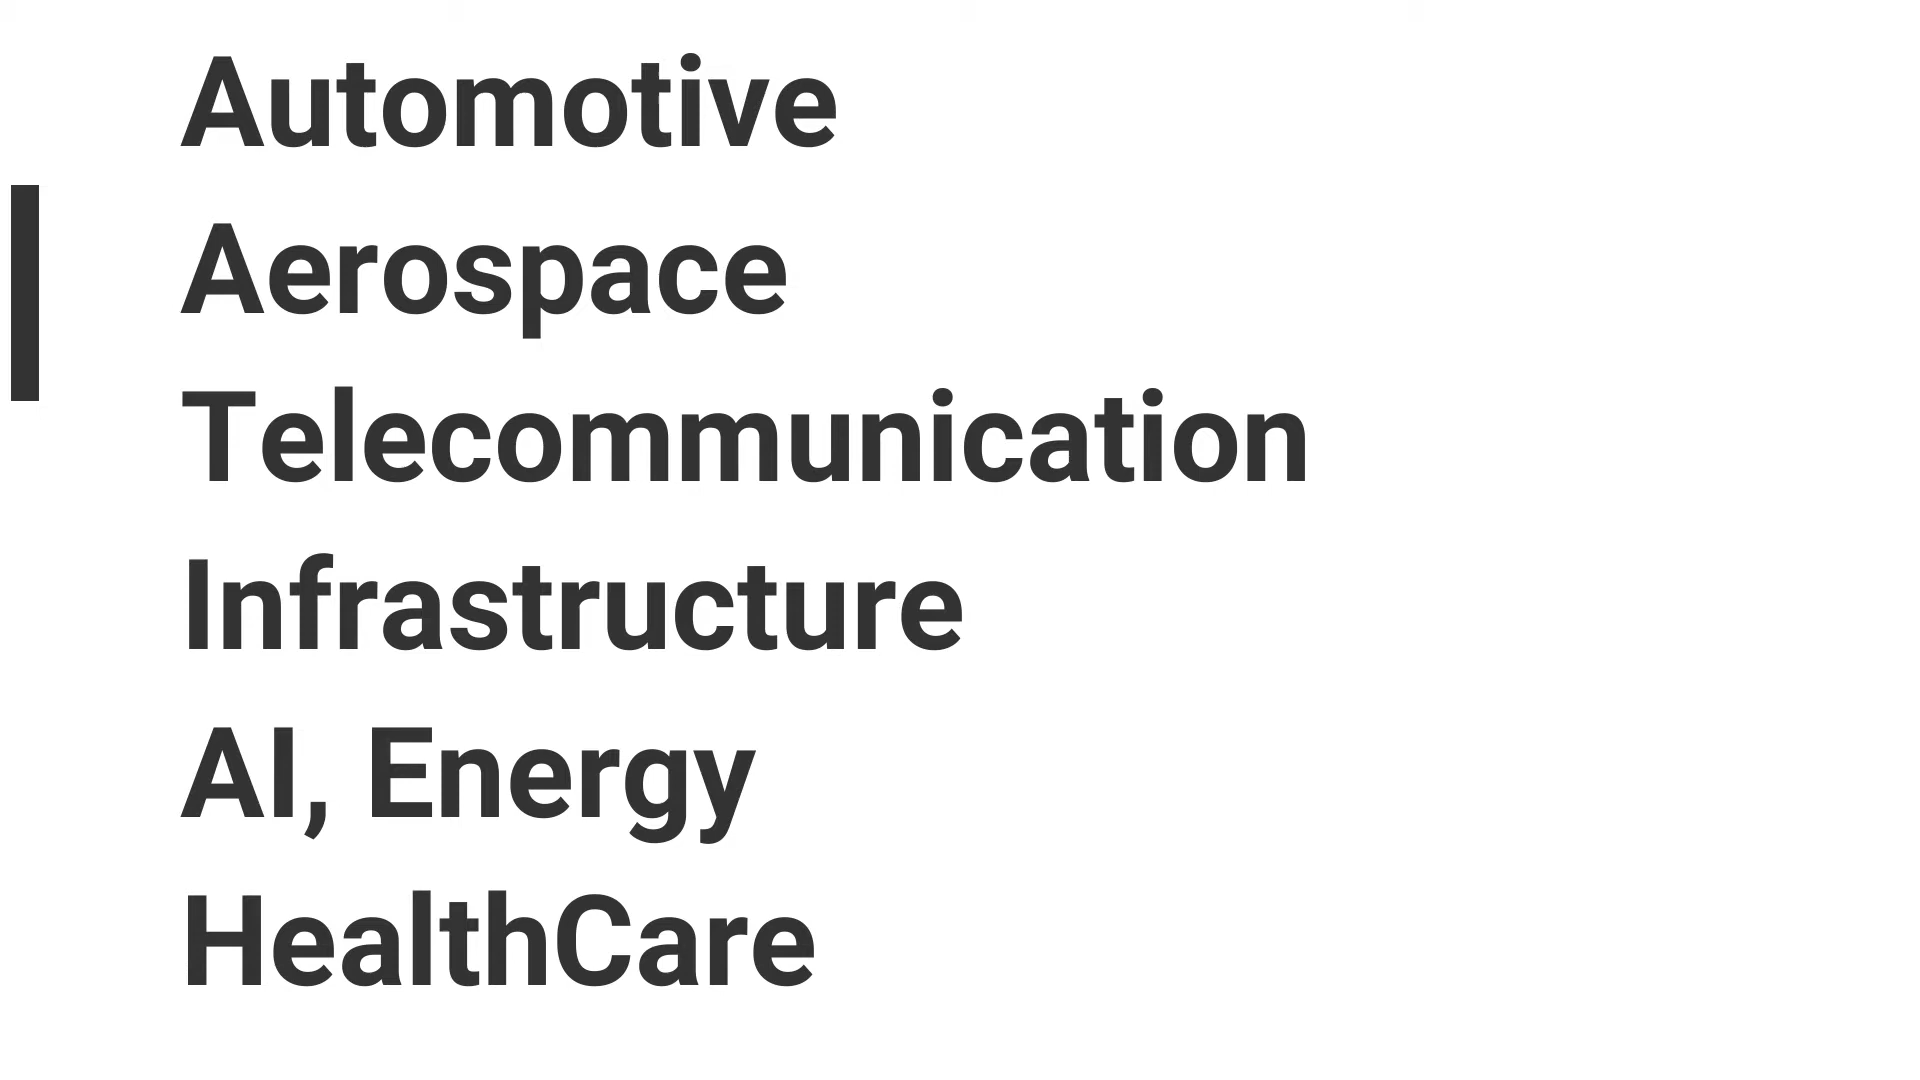 Automotive
Aerospace
Telecommunication
Infrastructure
AI, Energy
HealthCare